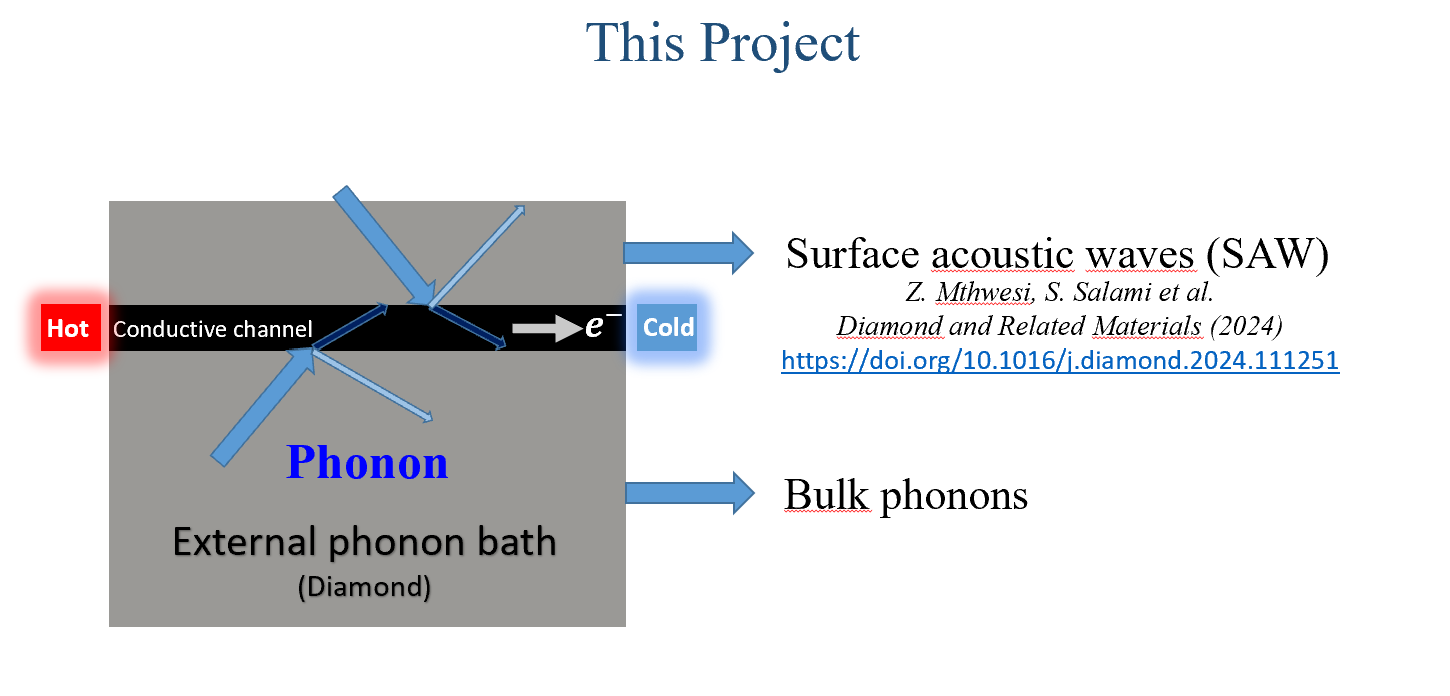 This Project
Surface acoustic waves (SAW)
Z. Mthwesi, S. Salami et al.
Diamond and Related Materials (2024)
https://doi.org/10.1016/j.diamond.2024.111251
Hot
Conductive channel
e⁻
Cold
Phonon
Bulk phonons
External phonon bath
(Diamond)